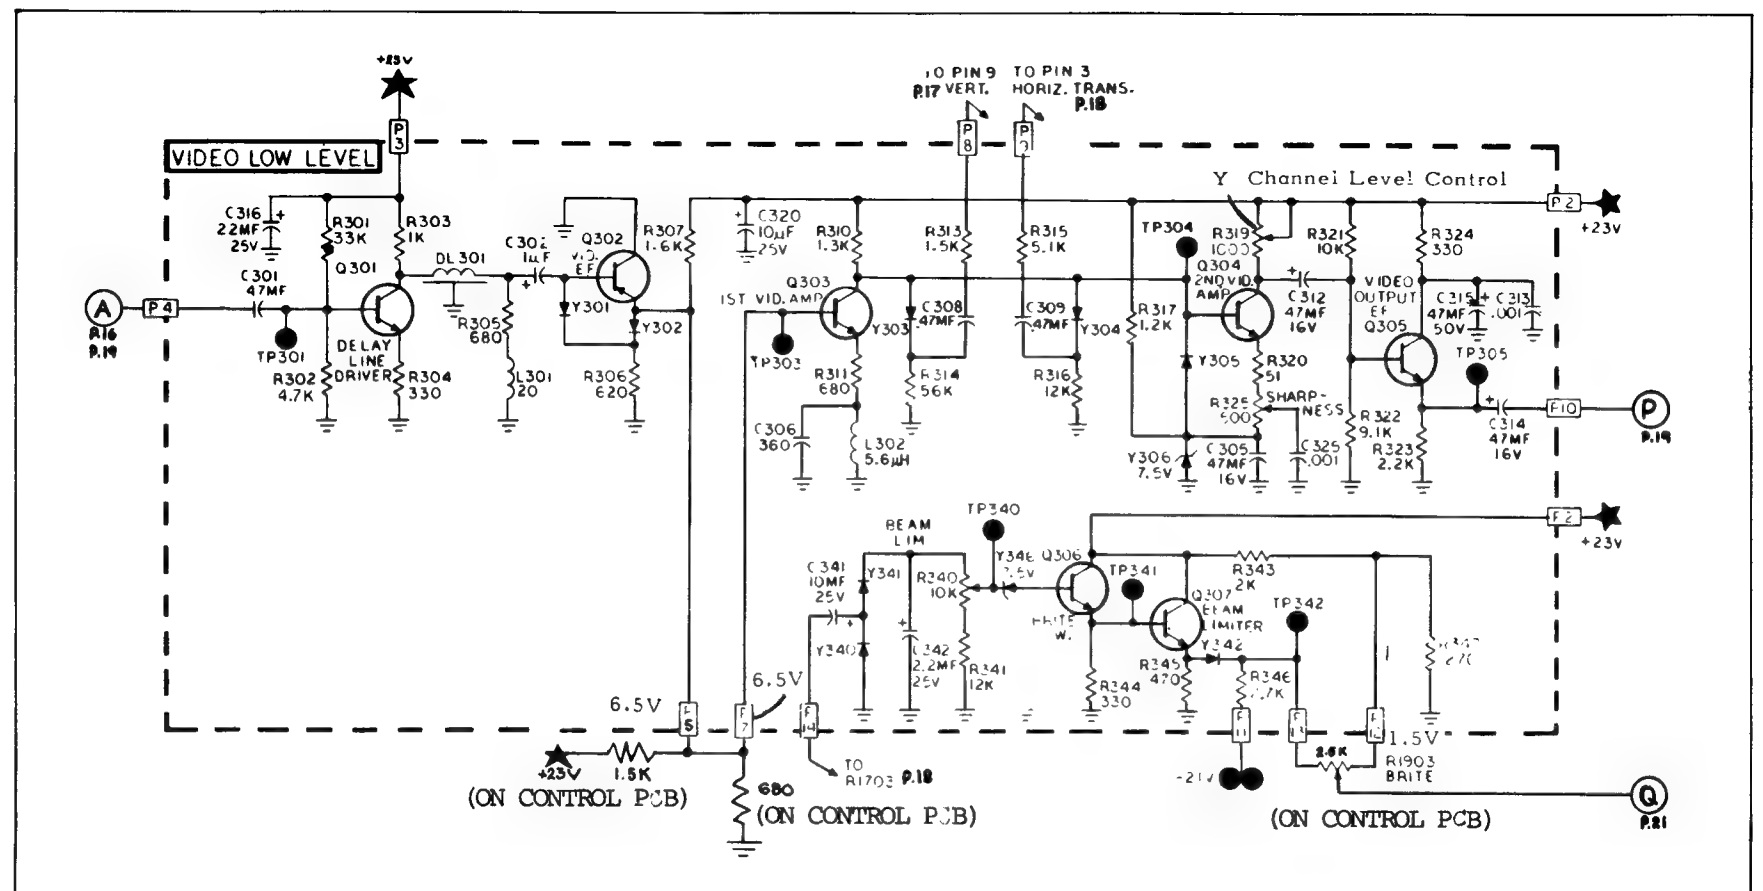 +23V
TO PIN 9
P.17 VERT.
TO PIN 3
HORIZ. TRANS.
P.18
P
3
P
8
P
9
VIDEO LOW LEVEL
Y Channel Level Control
P2
+23V
C316
22MF
25V
R301
33K
R303
1K
C302
1µF
Q302
VID.
EF
R307
1.6K
C320
10µF
25V
R310
1.3K
R313
1.5K
R315
5.1K
TP304
R319
1000
R321
10K
R324
330
C301
47MF
Q301
DL301
Q303
1ST VID. AMP
Q304
2ND VID.
AMP
VIDEO
OUTPUT
EF
Q305
C315
47MF
50V
C313
.001
A
P.16
P.19
P4
Y301
Y302
Y303
C308
47MF
C309
47MF
Y304
R317
1.2K
C312
47MF
16V
TP301
DELAY
LINE
DRIVER
R305
680
TP303
Y305
R320
51
TP305
R302
4.7K
R304
330
L301
20
R306
620
R311
680
R314
56K
R316
12K
R325
500
SHARP-
NESS
R322
9.1K
P10
P
P.19
C306
360
L302
5.6µH
Y306
7.5V
C305
47MF
16V
C325
.001
R323
2.2K
C314
47MF
16V
BEAM
LIM
TP340
Q306
P2
+23V
C341
10MF
25V
Y341
R340
10K
TP341
R343
2K
Q307
BEAM
LIMITER
TP342
W.
Y340
C342
2.2MF
25V
R341
12K
R344
330
R345
470
Y342
6.5V
6.5V
1.5V
+23V
1.5K
(ON CONTROL PCB)
680
(ON CONTROL PCB)
TO
R1703 P.18
-21V
2.5K
R1903
BRITE
(ON CONTROL PCB)
Q
P.21